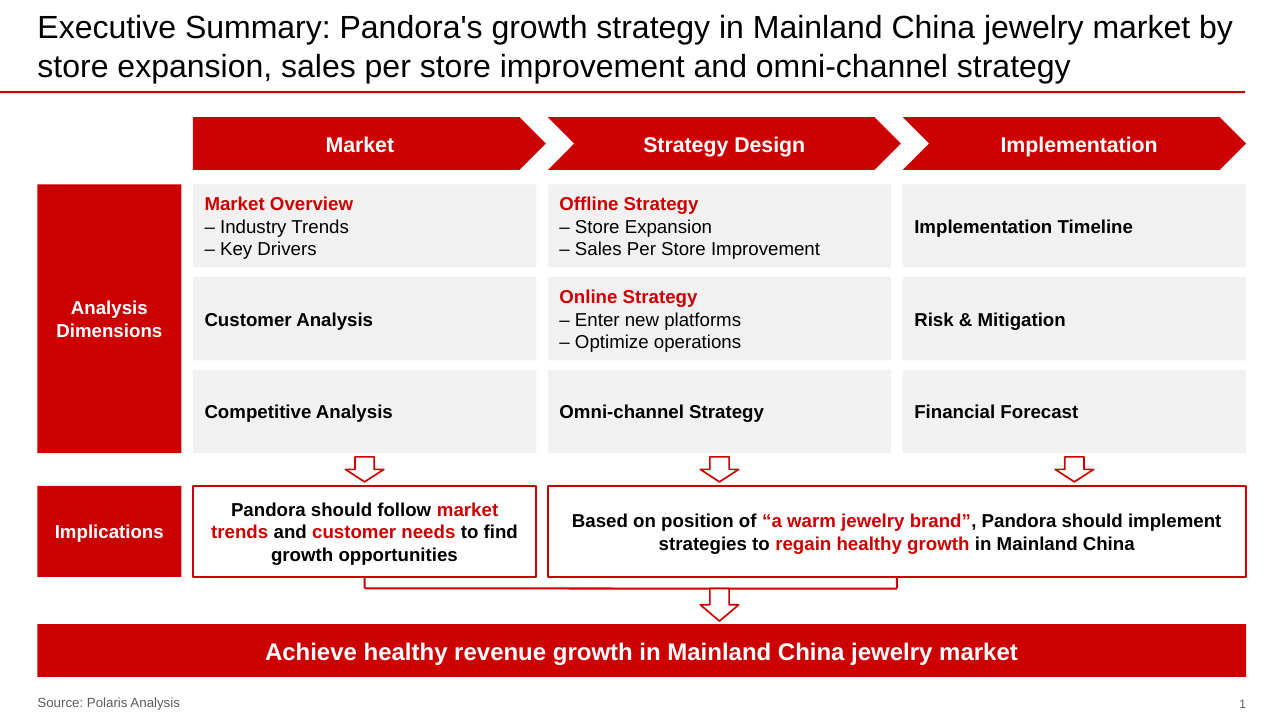 Executive Summary: Pandora's growth strategy in Mainland China jewelry market by
store expansion, sales per store improvement and omni-channel strategy
Market
Strategy Design
Implementation
Analysis
Dimensions
Market Overview
– Industry Trends
– Key Drivers
Offline Strategy
– Store Expansion
– Sales Per Store Improvement
Implementation Timeline
Customer Analysis
Online Strategy
– Enter new platforms
– Optimize operations
Risk & Mitigation
Competitive Analysis
Omni-channel Strategy
Financial Forecast
Implications
Pandora should follow market
trends and customer needs to find
growth opportunities
Based on position of “a warm jewelry brand”, Pandora should implement
strategies to regain healthy growth in Mainland China
Achieve healthy revenue growth in Mainland China jewelry market
Source: Polaris Analysis
1